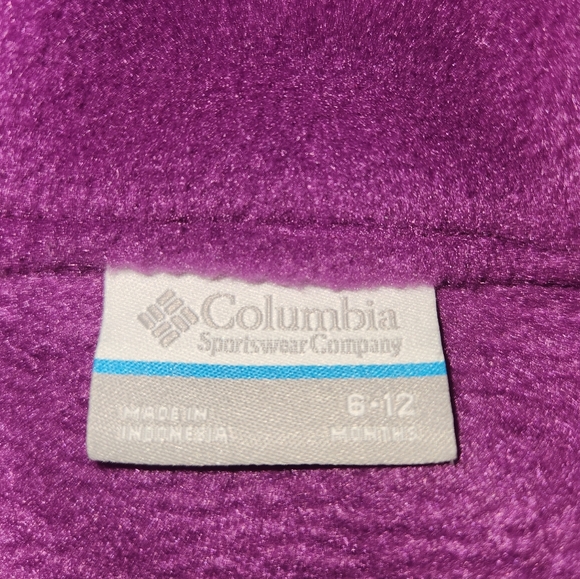 Columbia
Sportswear Company
6-12
MADE IN
INDONESIA
MONTHS